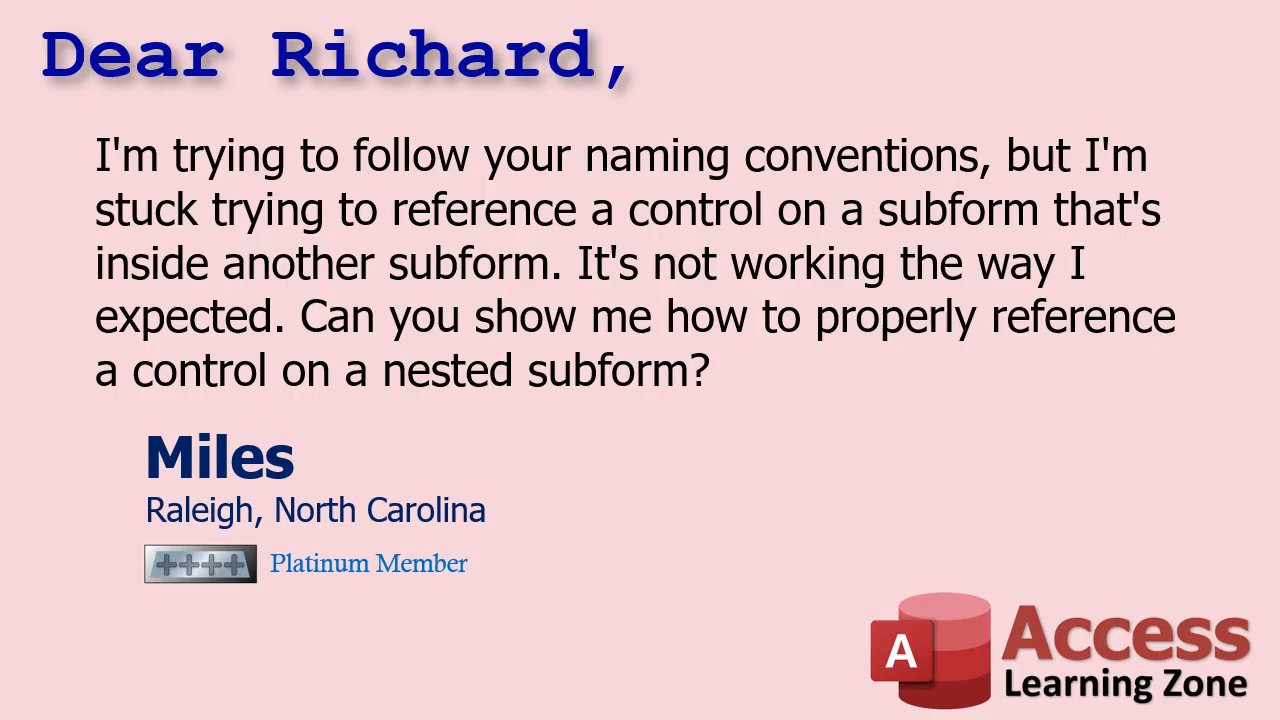 Dear Richard,
I'm trying to follow your naming conventions, but I'm
stuck trying to reference a control on a subform that's
inside another subform. It's not working the way I
expected. Can you show me how to properly reference
a control on a nested subform?
Miles
Raleigh, North Carolina
++++ Platinum Member
A Access
Learning Zone